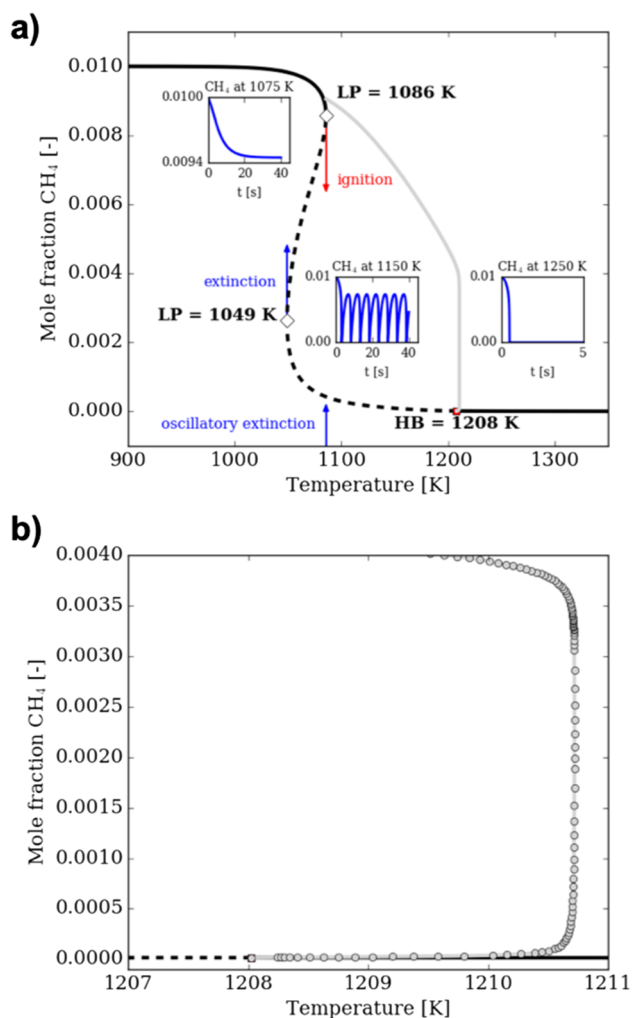 a)
0.010
0.008
0.006
0.004
0.002
0.000
Mole fraction CH₄ [-]
CH₄ at 1075 K
0.0100
0.0094
0 20 40
t [s]
LP = 1086 K
ignition
extinction
LP = 1049 K
CH₄ at 1150 K
0.01
0.00
0 20 40
t [s]
CH₄ at 1250 K
0.01
0.00
0 5
t [s]
oscillatory extinction
HB = 1208 K
900 1000 1100 1200 1300
Temperature [K]
b)
0.0040
0.0035
0.0030
0.0025
0.0020
0.0015
0.0010
0.0005
0.0000
Mole fraction CH₄ [-]
1207 1208 1209 1210 1211
Temperature [K]